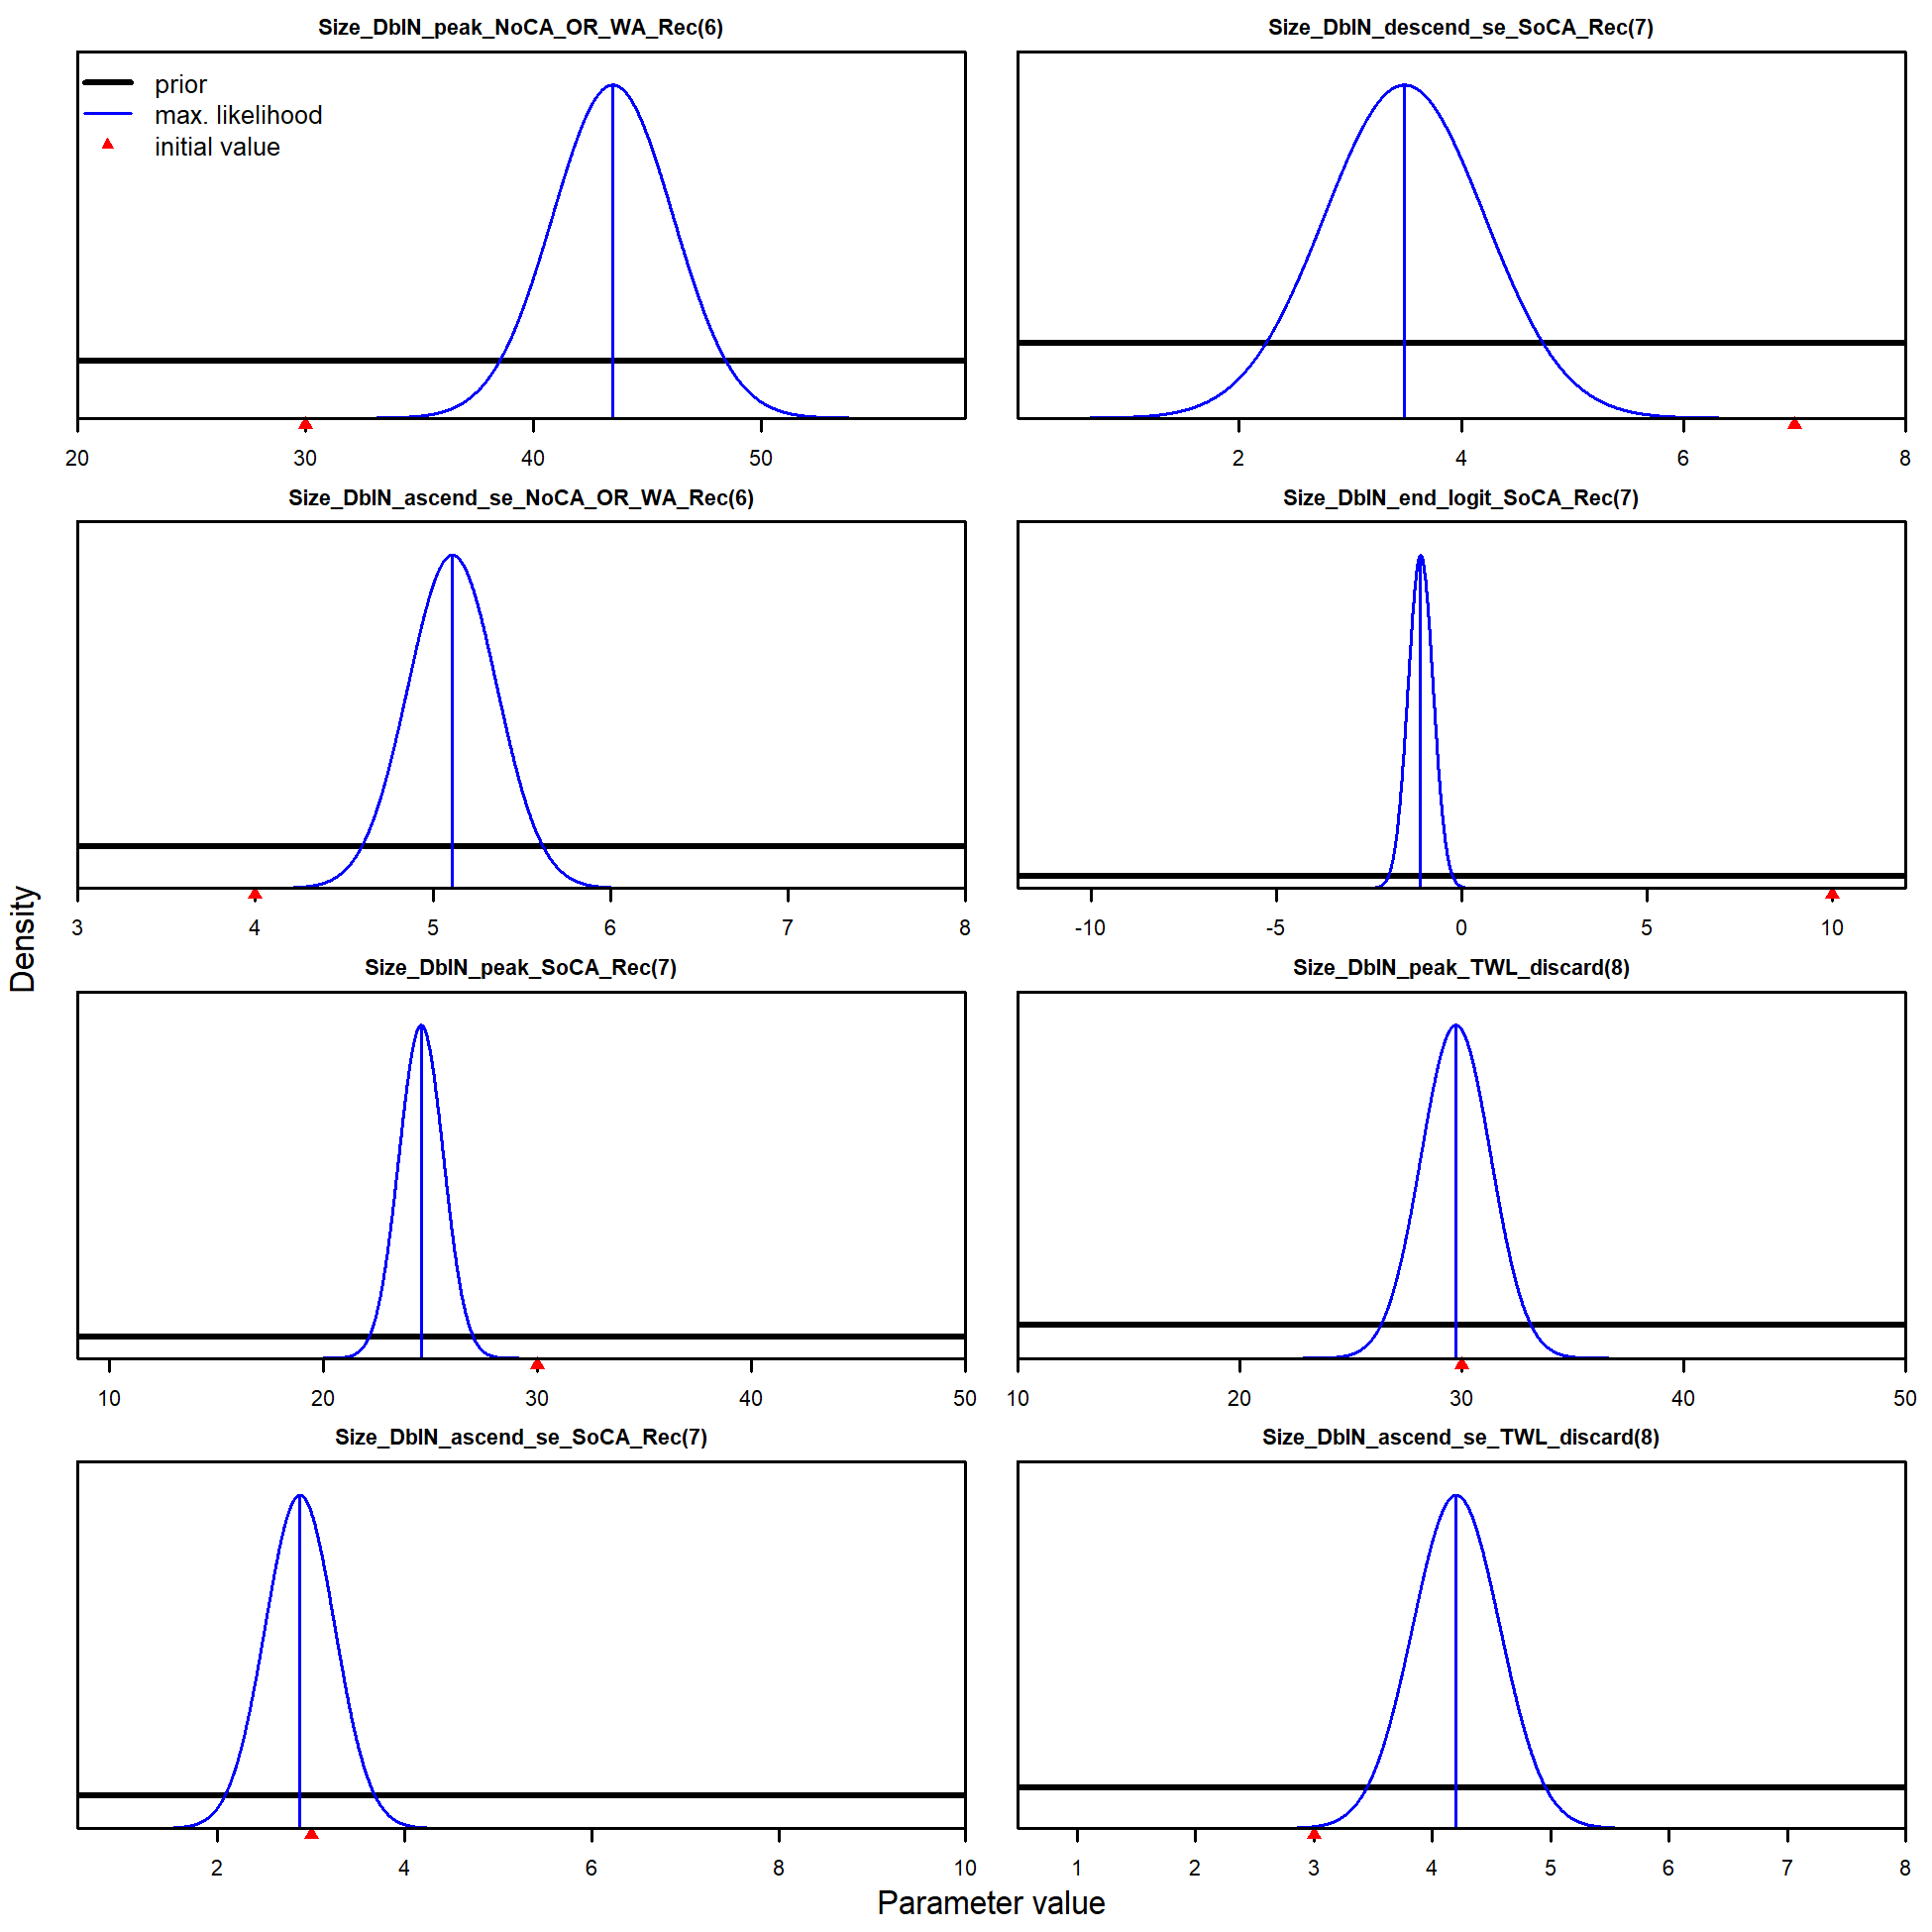 Size_DblN_peak_NoCA_OR_WA_Rec(6)
prior
max. likelihood
initial value
20 30 40 50
Size_DblN_descend_se_SoCA_Rec(7)
2 4 6 8
Size_DblN_ascend_se_NoCA_OR_WA_Rec(6)
3 4 5 6 7 8
Size_DblN_end_logit_SoCA_Rec(7)
-10 -5 0 5 10
Size_DblN_peak_SoCA_Rec(7)
10 20 30 40 50
Size_DblN_peak_TWL_discard(8)
10 20 30 40 50
Size_DblN_ascend_se_SoCA_Rec(7)
2 4 6 8 10
Size_DblN_ascend_se_TWL_discard(8)
1 2 3 4 5 6 7 8
Density
Parameter value